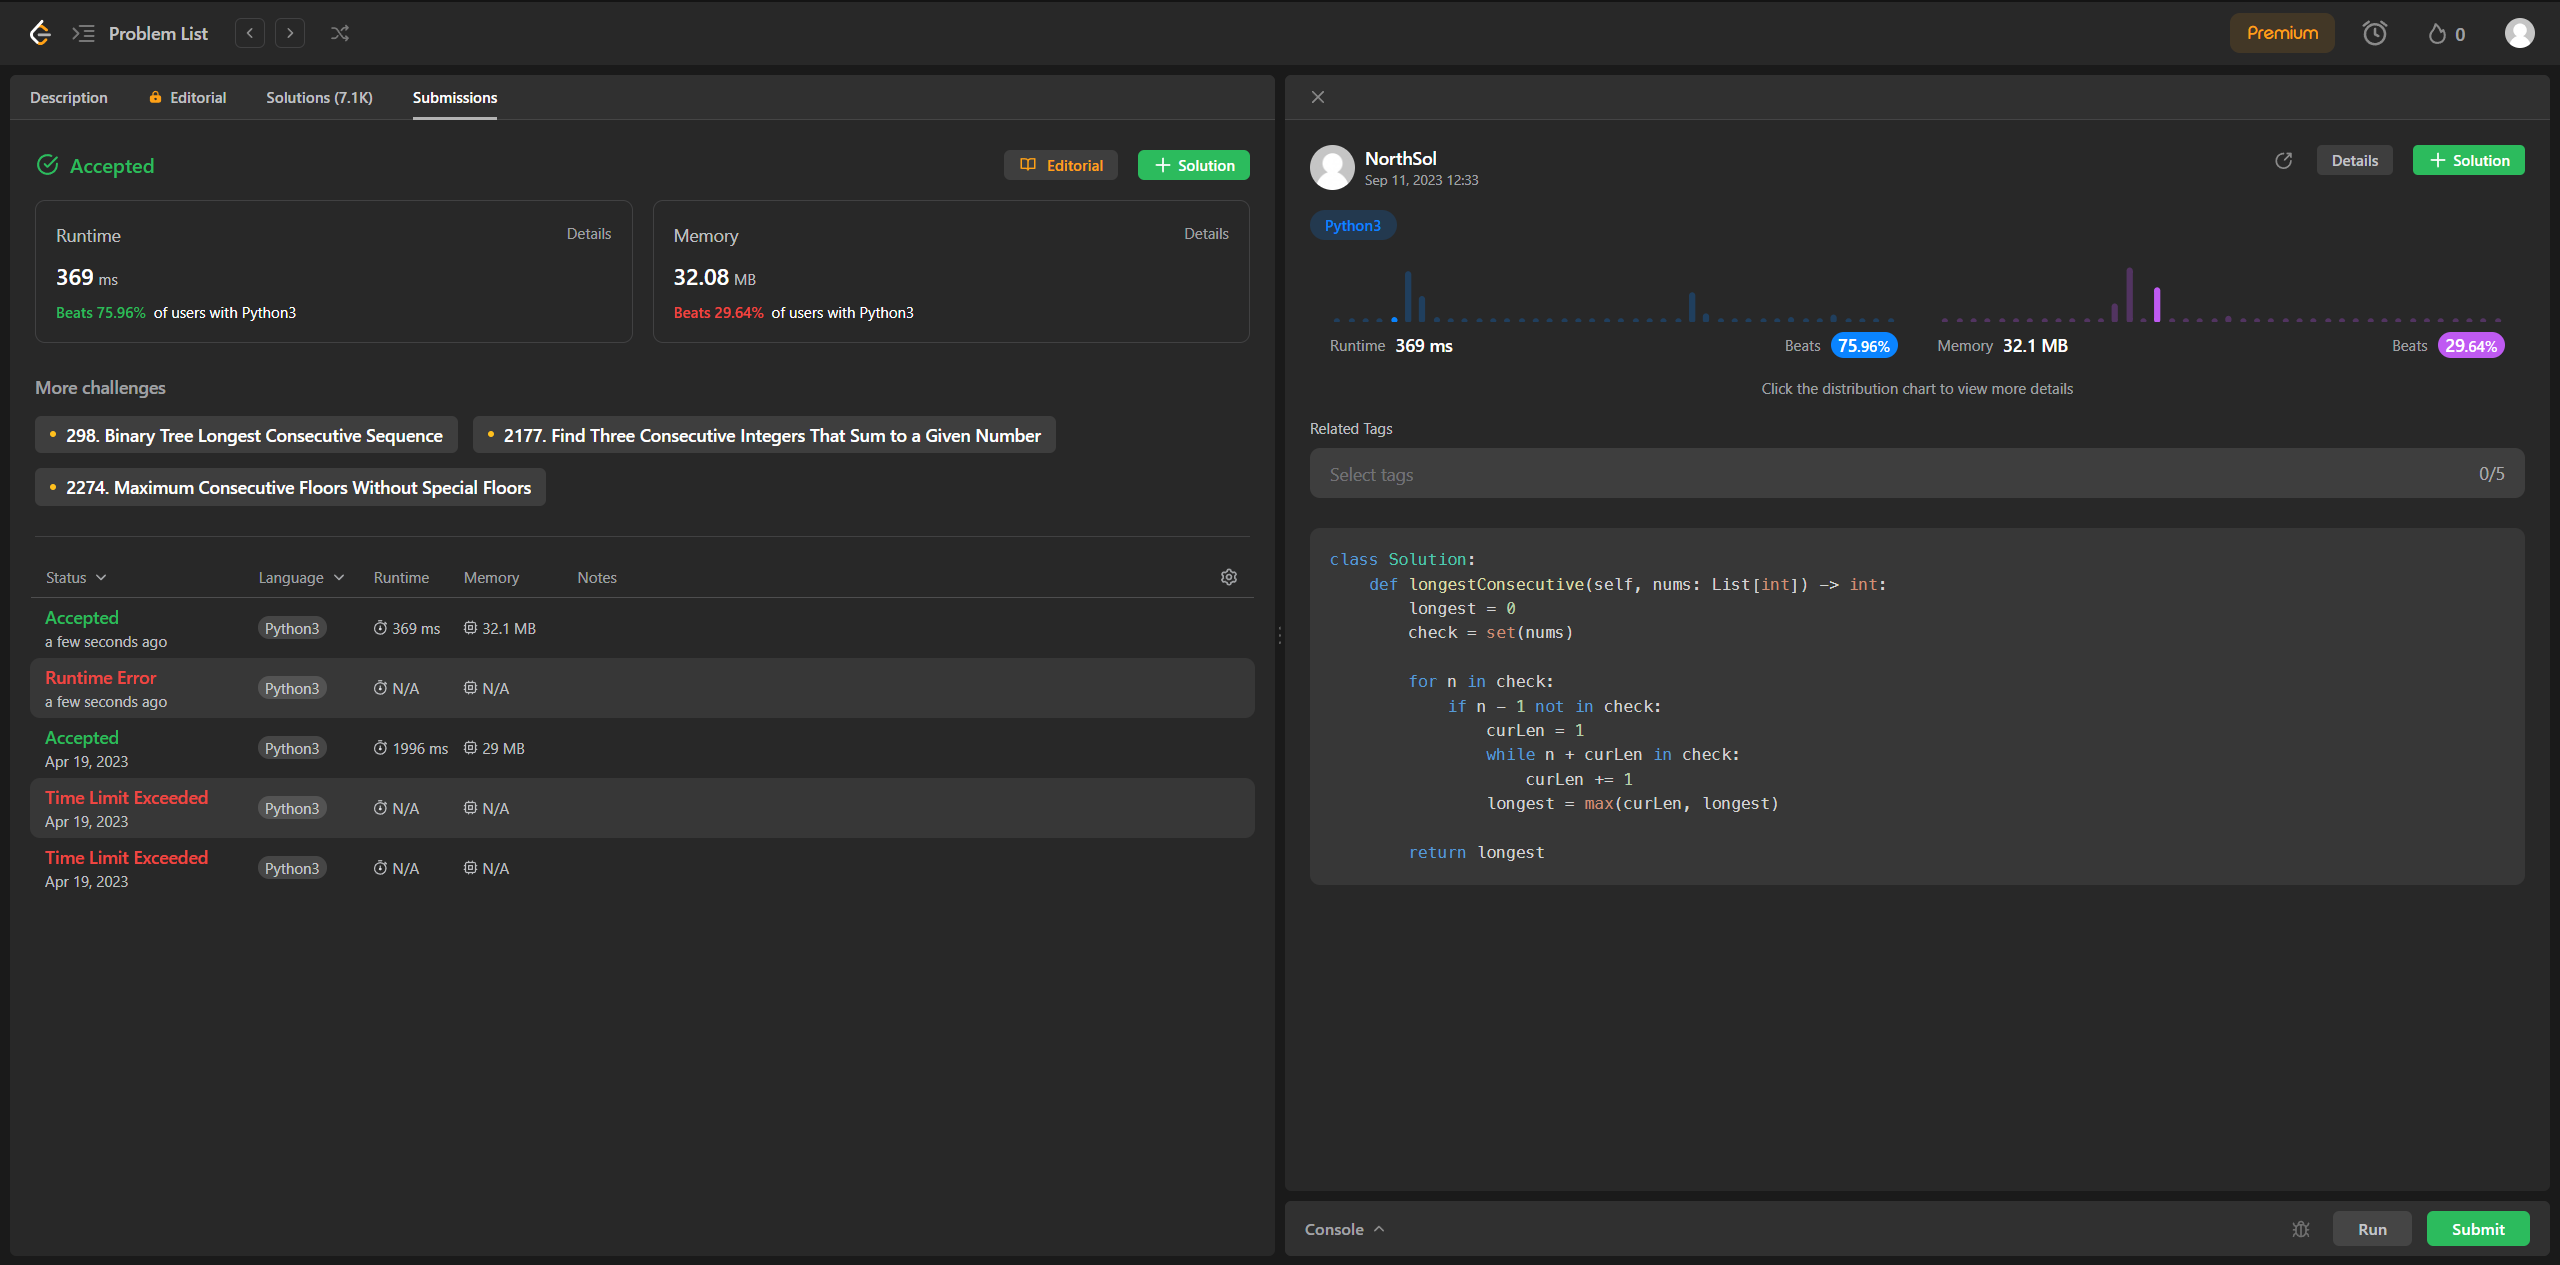 Problem List
Premium
0
Description Editorial Solutions (7.1K) Submissions
Accepted
Editorial
Solution
Runtime Details
369 ms
Beats 75.96% of users with Python3
Memory Details
32.08 MB
Beats 29.64% of users with Python3
More challenges
298. Binary Tree Longest Consecutive Sequence
2177. Find Three Consecutive Integers That Sum to a Given Number
2274. Maximum Consecutive Floors Without Special Floors
Status Language Runtime Memory Notes
Accepted
a few seconds ago
Python3 369 ms 32.1 MB
Runtime Error
a few seconds ago
Python3 N/A N/A
Accepted
Apr 19, 2023
Python3 1996 ms 29 MB
Time Limit Exceeded
Apr 19, 2023
Python3 N/A N/A
Time Limit Exceeded
Apr 19, 2023
Python3 N/A N/A
NorthSol
Sep 11, 2023 12:33
Details
Solution
Python3
Runtime 369 ms Beats 75.96%
Memory 32.1 MB Beats 29.64%
Click the distribution chart to view more details
Related Tags
Select tags 0/5
class Solution:
    def longestConsecutive(self, nums: List[int]) -> int:
        longest = 0
        check = set(nums)
        for n in check:
            if n - 1 not in check:
                curLen = 1
                while n + curLen in check:
                    curLen += 1
                longest = max(curLen, longest)
        return longest
Console
Run
Submit